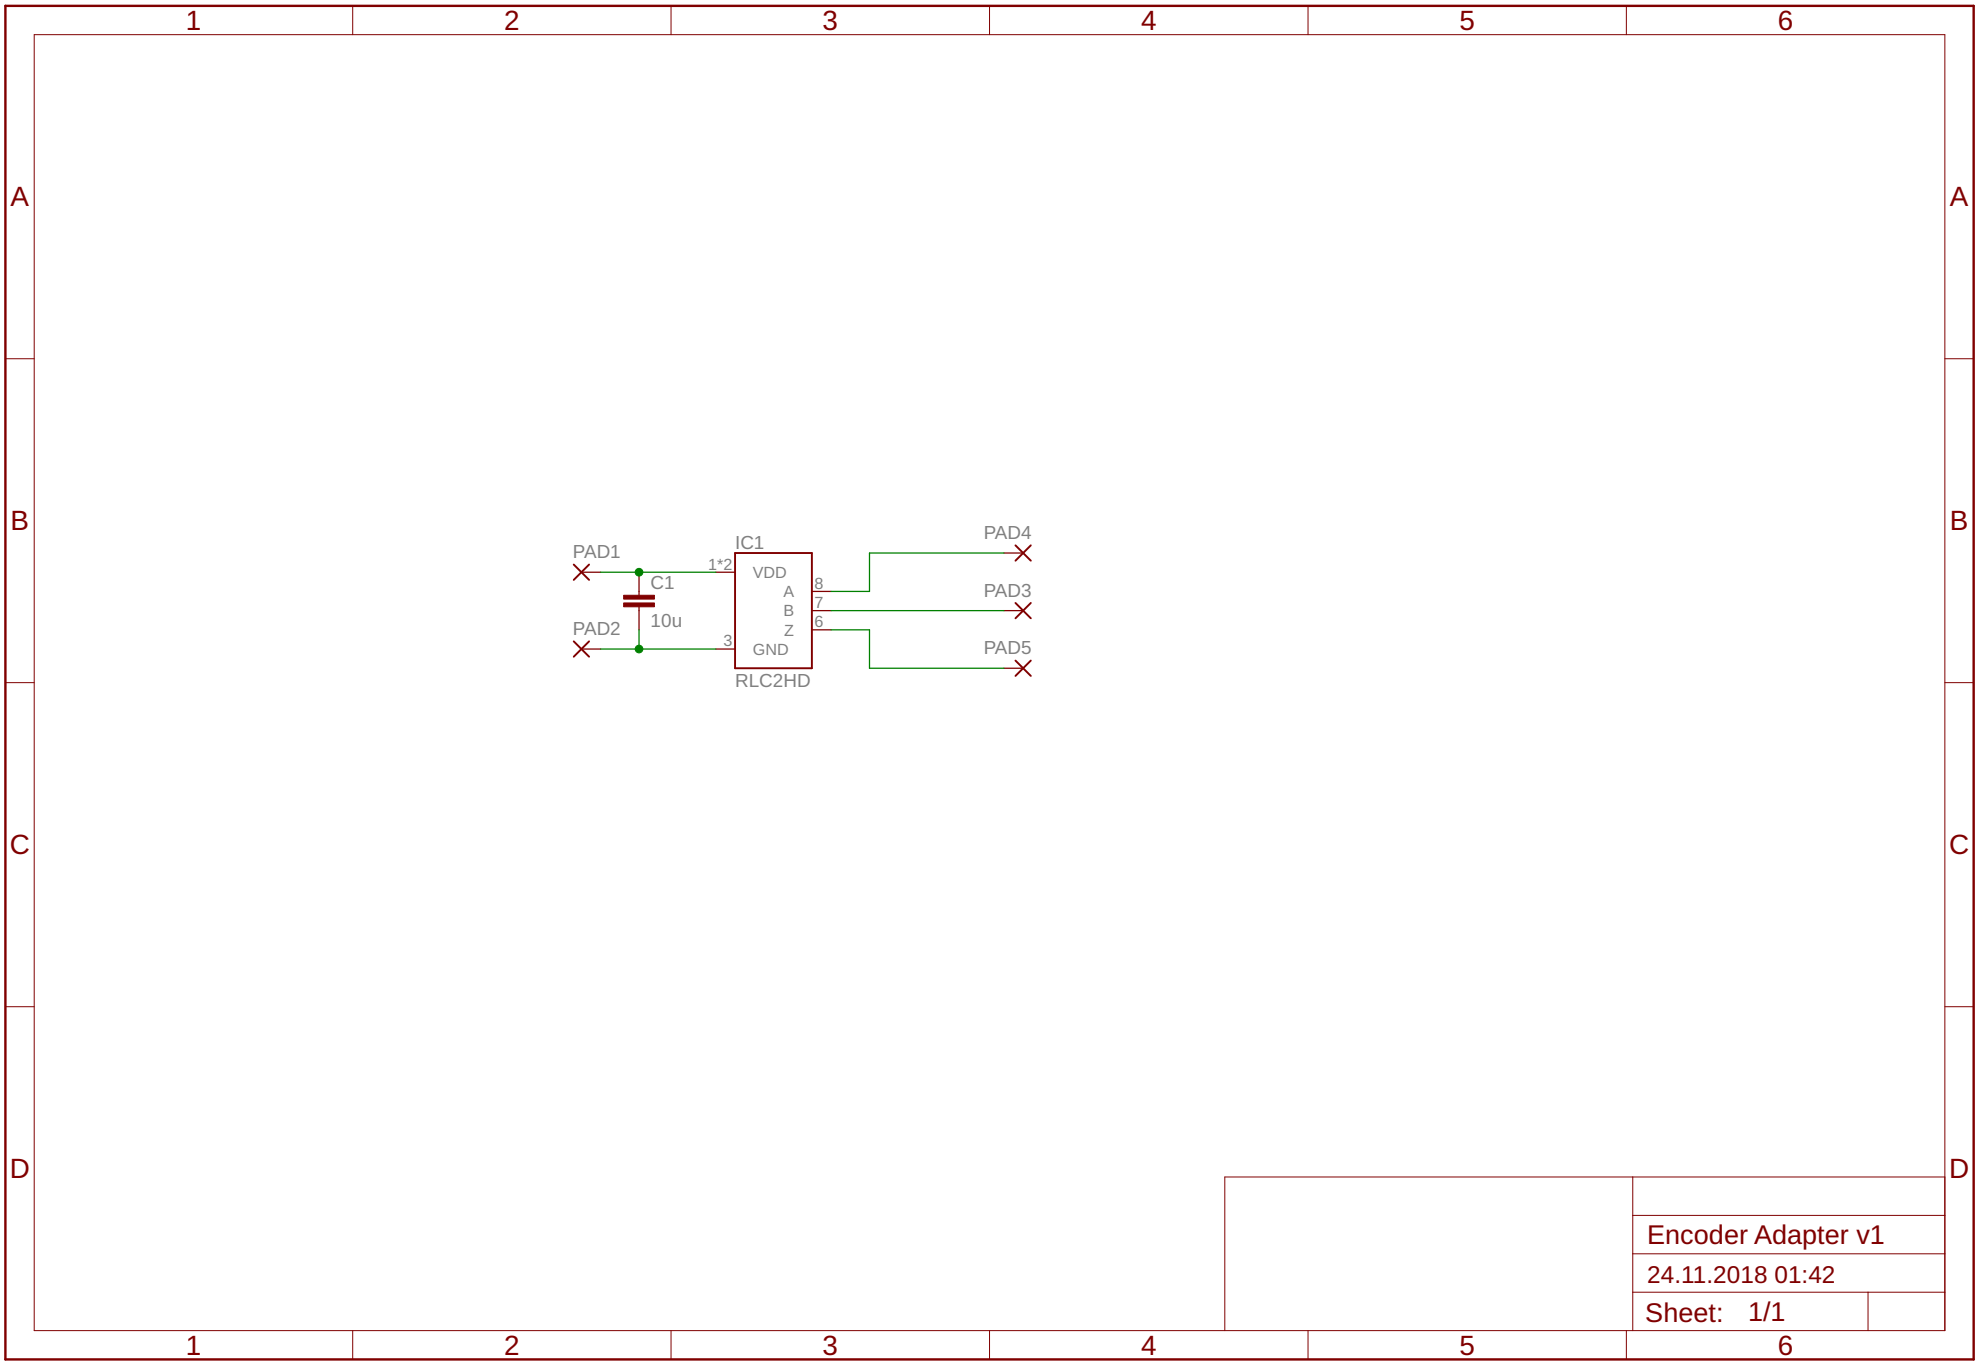 1 2 3 4 5 6
A A
B B
PAD1
C1
10u
PAD2
IC1
1*2 VDD
A 8
B 7
Z 6
3 GND
RLC2HD
PAD4
PAD3
PAD5
C C
D D
Encoder Adapter v1
24.11.2018 01:42
Sheet: 1/1
1 2 3 4 5 6